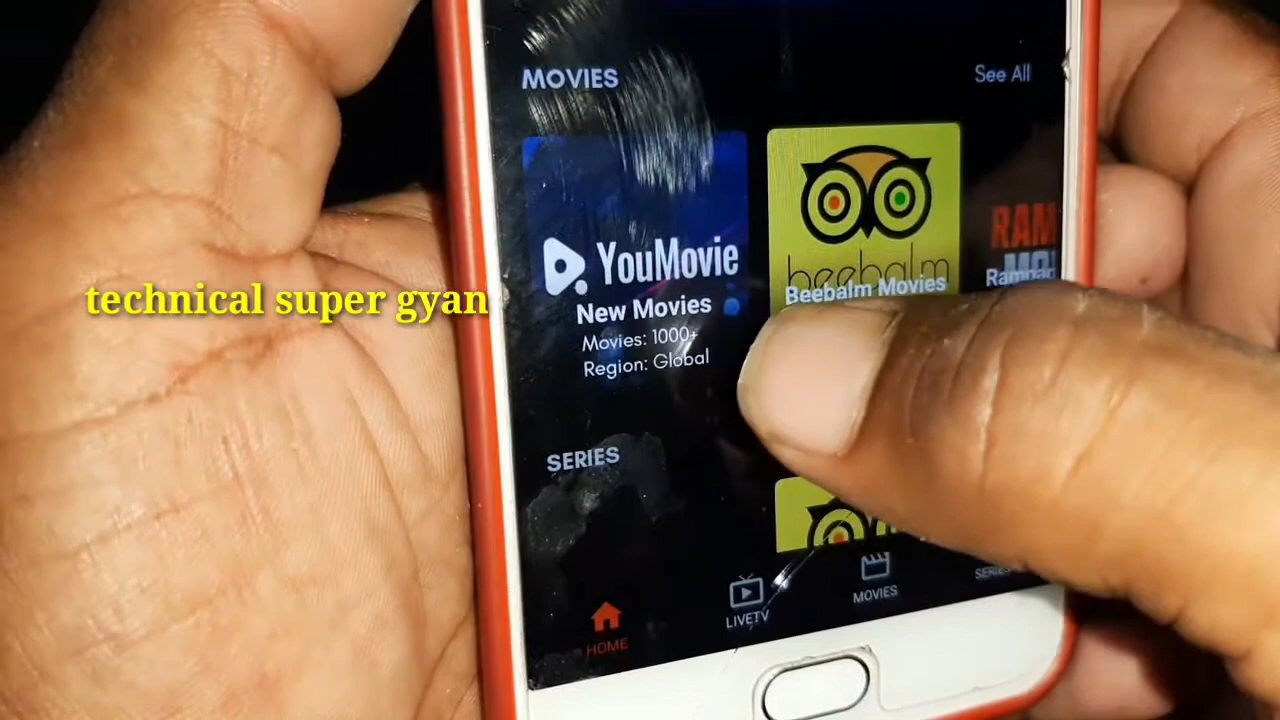 MOVIES
See All
YouMovie
New Movies
Movies: 1000+
Region: Global
beebalm
Beebalm Movies
RAM
technical super gyan
SERIES
HOME
LIVETV
MOVIES
SERIES